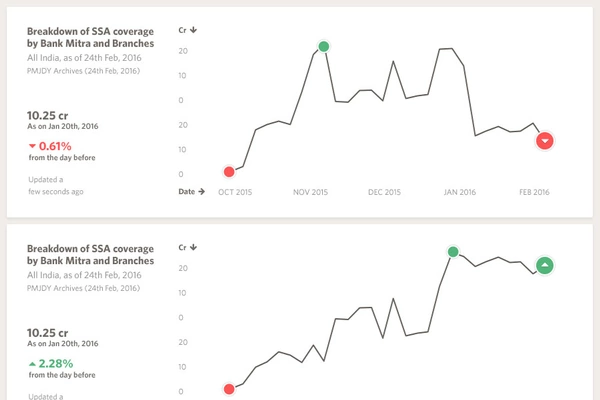 Breakdown of SSA coverage
by Bank Mitra and Branches
All India, as of 24th Feb, 2016
PMJDY Archives (24th Feb, 2016)
10.25 cr
As on Jan 20th, 2016
0.61%
from the day before
Updated a
few seconds ago
Cr
20
10
0
20
10
0
Date
OCT 2015
NOV 2015
DEC 2015
JAN 2016
FEB 2016
Breakdown of SSA coverage
by Bank Mitra and Branches
All India, as of 24th Feb, 2016
PMJDY Archives (24th Feb, 2016)
10.25 cr
As on Jan 20th, 2016
2.28%
from the day before
Updated a
Cr
20
10
0
20
10
0